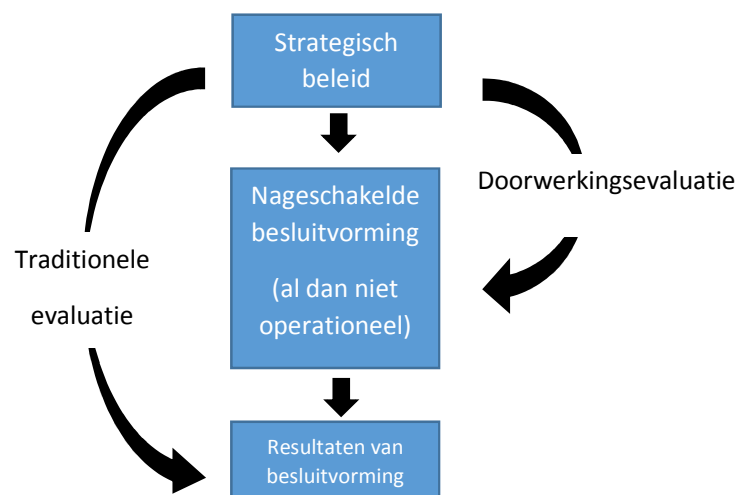 Strategisch
beleid
Nageschakelde
besluitvorming
(al dan niet
operationeel)
Doorwerkingsevaluatie
Traditionele
evaluatie
Resultaten van
besluitvorming